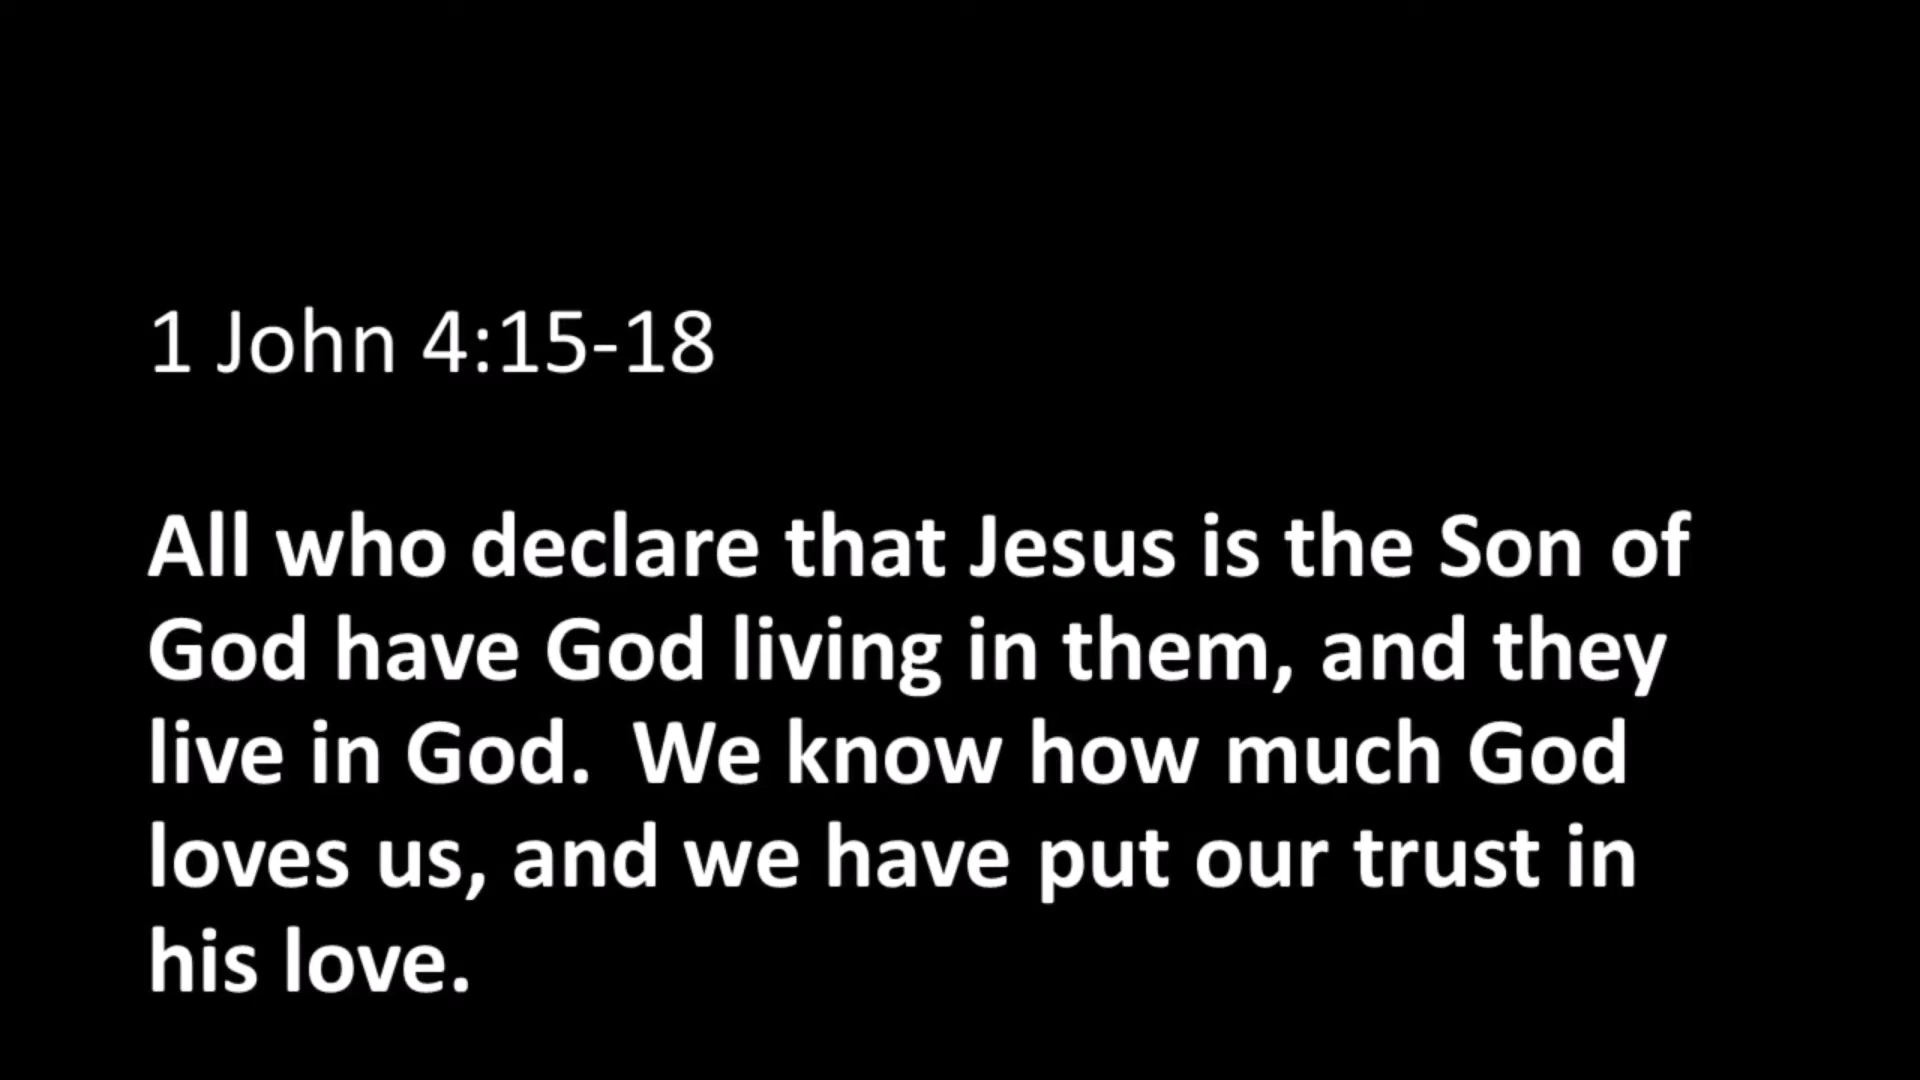 1 John 4:15-18
All who declare that Jesus is the Son of
God have God living in them, and they
live in God.  We know how much God
loves us, and we have put our trust in
his love.